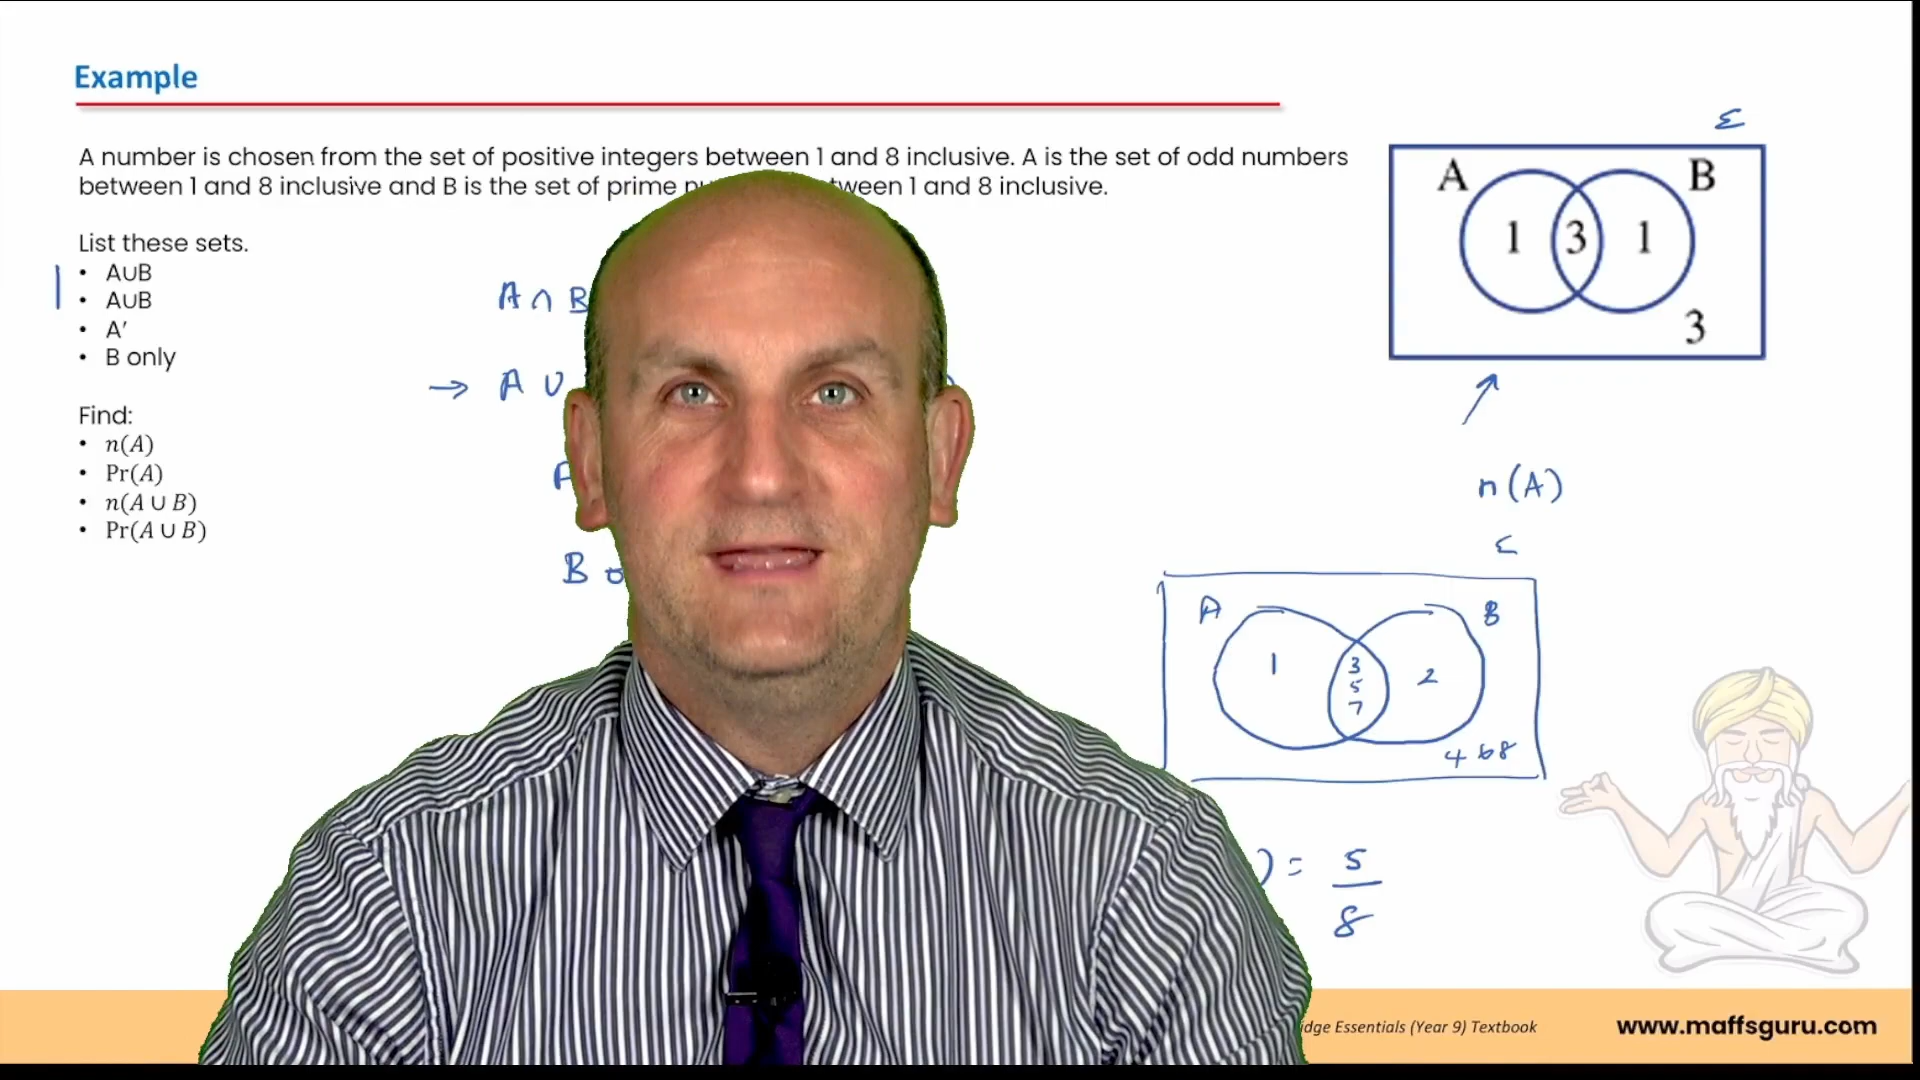 Example
A number is chosen from the set of positive integers between 1 and 8 inclusive. A is the set of odd numbers
between 1 and 8 inclusive and B is the set of prime between 1 and 8 inclusive.
List these sets.
• A∪B
• A∪B
• A′
• B only
Find:
• n(A)
• Pr(A)
• n(A ∪ B)
• Pr(A ∪ B)
A ∩ B
→ A ∪
B
ε
A B
1 3 1
3
n(A)
ε
A B
1 3 2
5
7
4 6 8
) = 5
8
Essentials (Year 9) Textbook
www.maffsguru.com